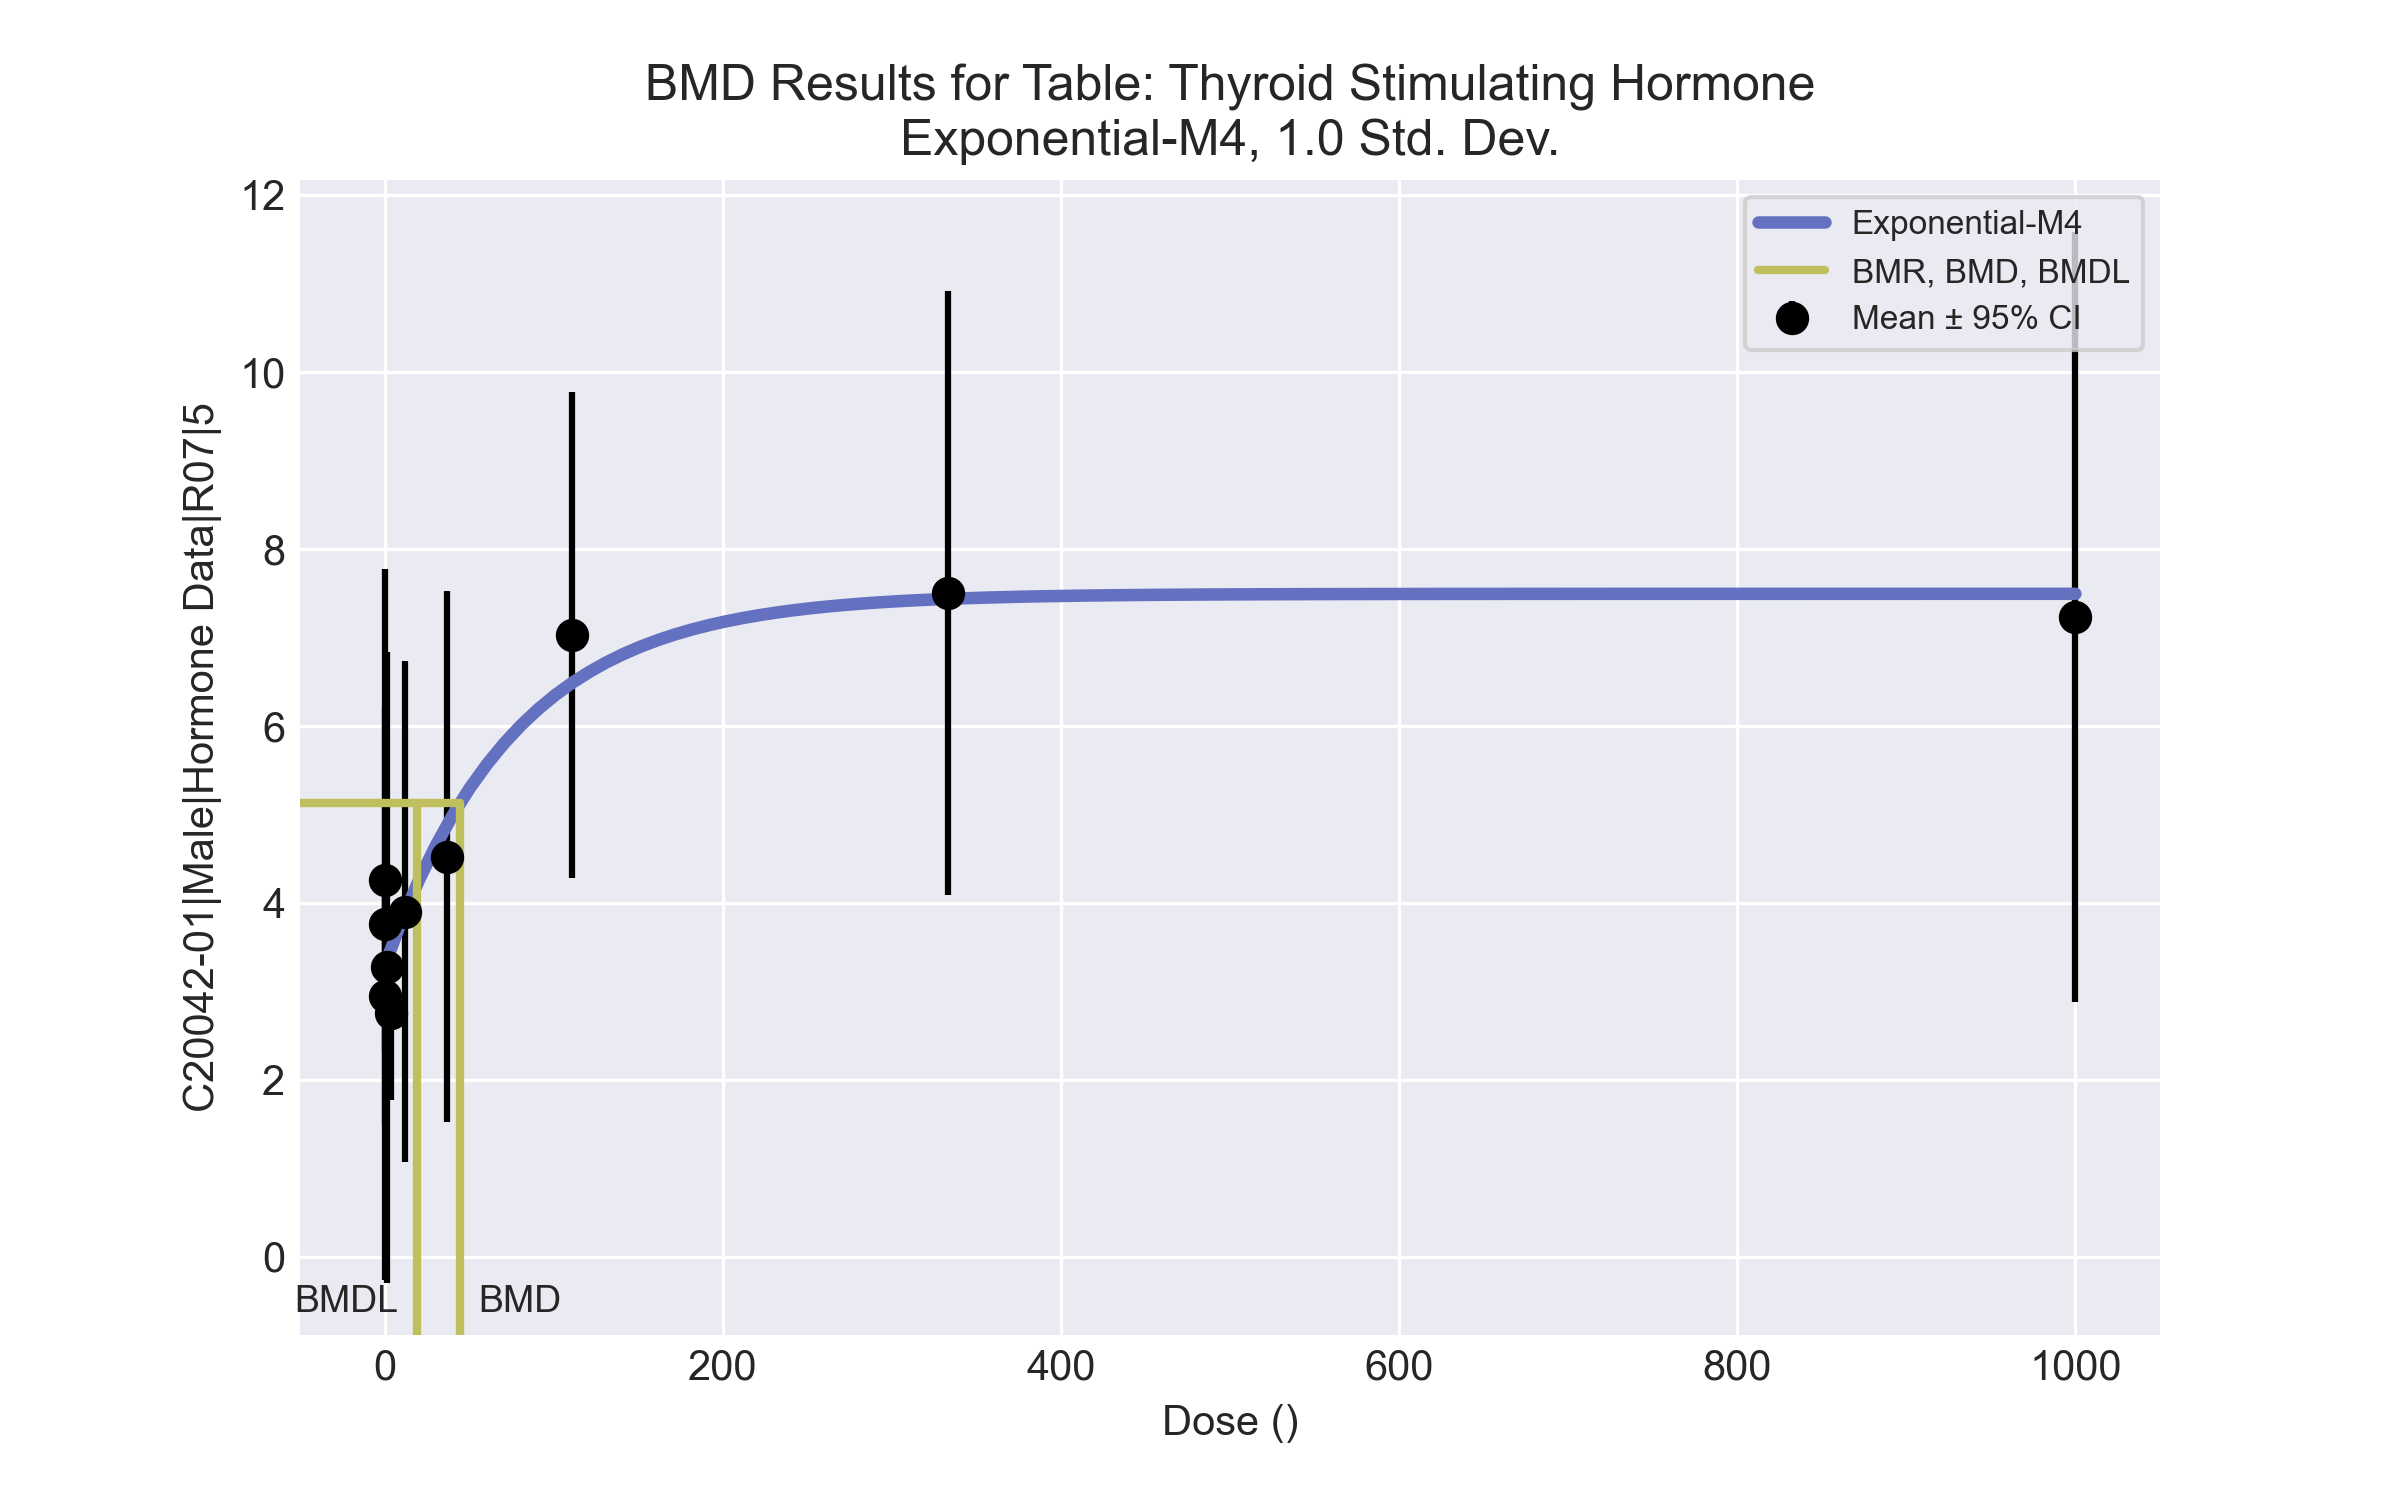 BMD Results for Table: Thyroid Stimulating Hormone
Exponential-M4, 1.0 Std. Dev.
C20042-01|Male|Hormone Data|R07|5
12
10
8
6
4
2
0
Exponential-M4
BMR, BMD, BMDL
Mean ± 95% CI
BMDL
BMD
0
200
400
600
800
1000
Dose ()